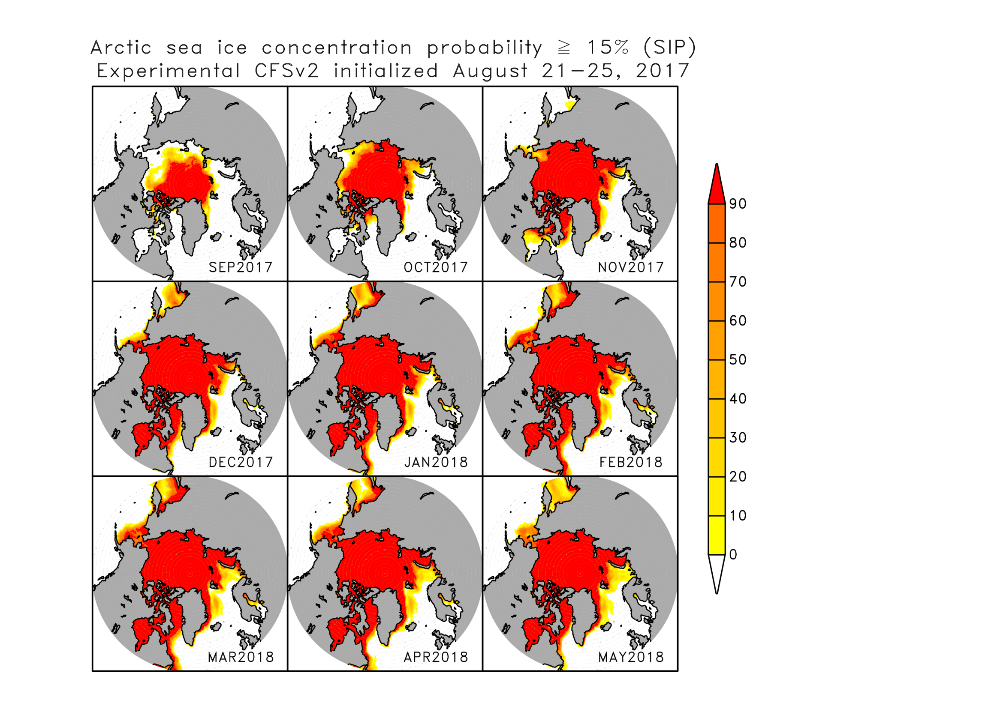 Arctic sea ice concentration probability ≧ 15% (SIP)
Experimental CFSv2 initialized August 21-25, 2017
SEP2017
OCT2017
NOV2017
DEC2017
JAN2018
FEB2018
MAR2018
APR2018
MAY2018
90
80
70
60
50
40
30
20
10
0